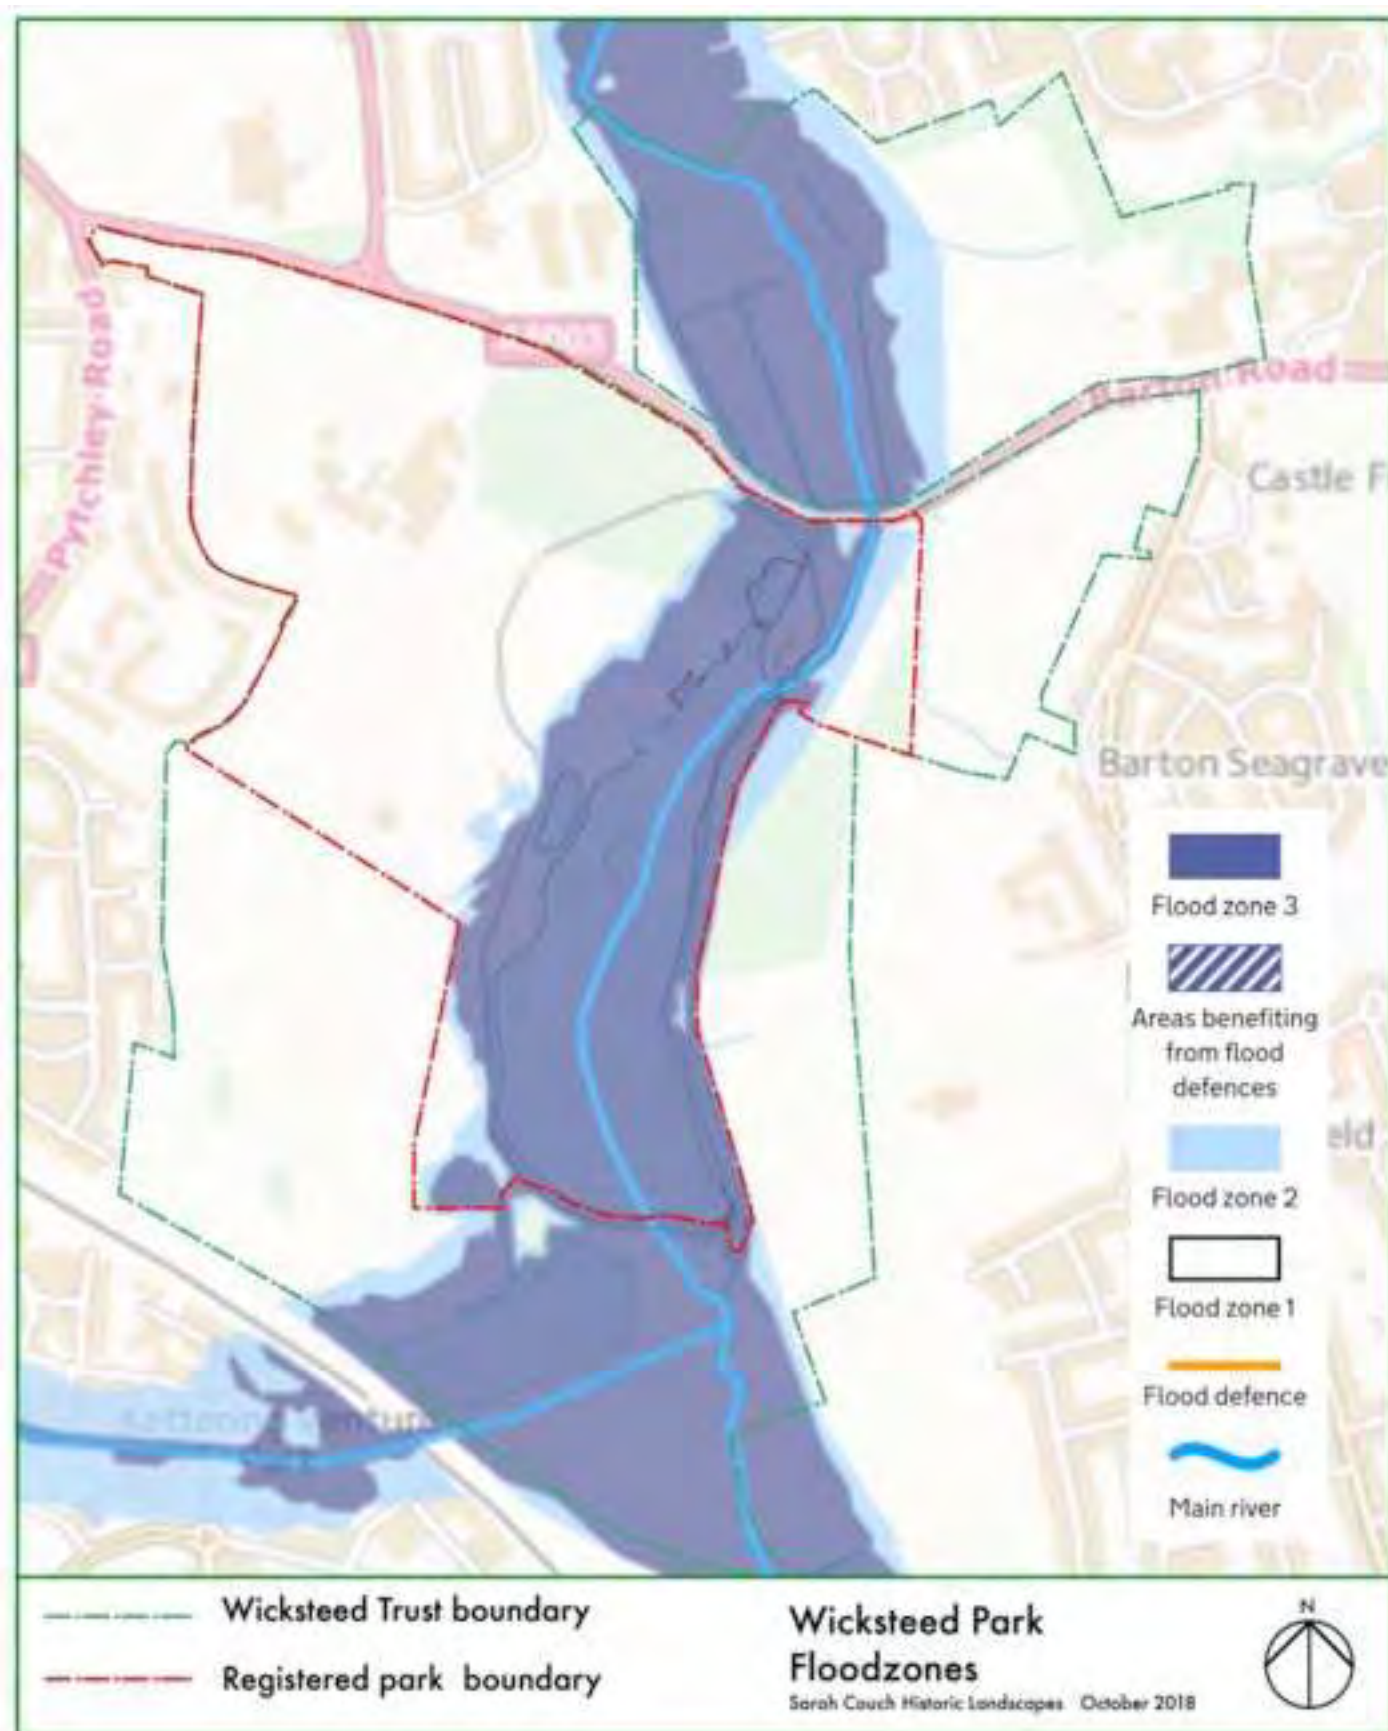 Pytchley Road
Barton Road
Castle F
Barton Seagrave
Flood zone 3
Areas benefiting
from flood
defences
eld
Flood zone 2
Flood zone 1
Flood defence
Main river
Wicksteed Trust boundary
Registered park boundary
Wicksteed Park
Floodzones
Sarah Couch Historic Landscapes October 2018
N